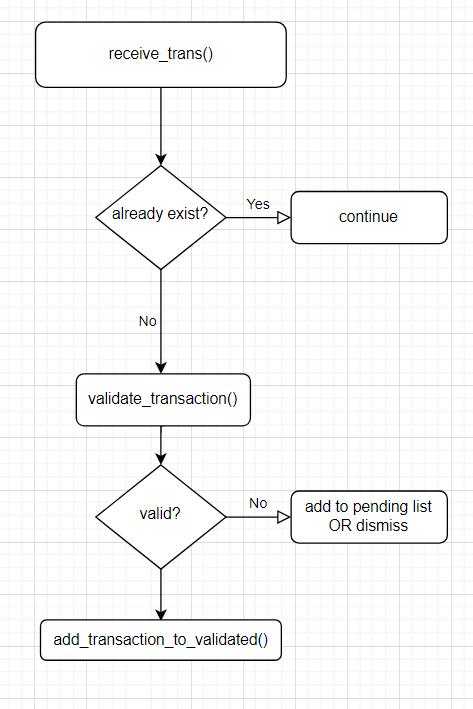 receive_trans()
already exist?
Yes
continue
No
validate_transaction()
valid?
No
add to pending list
OR dismiss
add_transaction_to_validated()